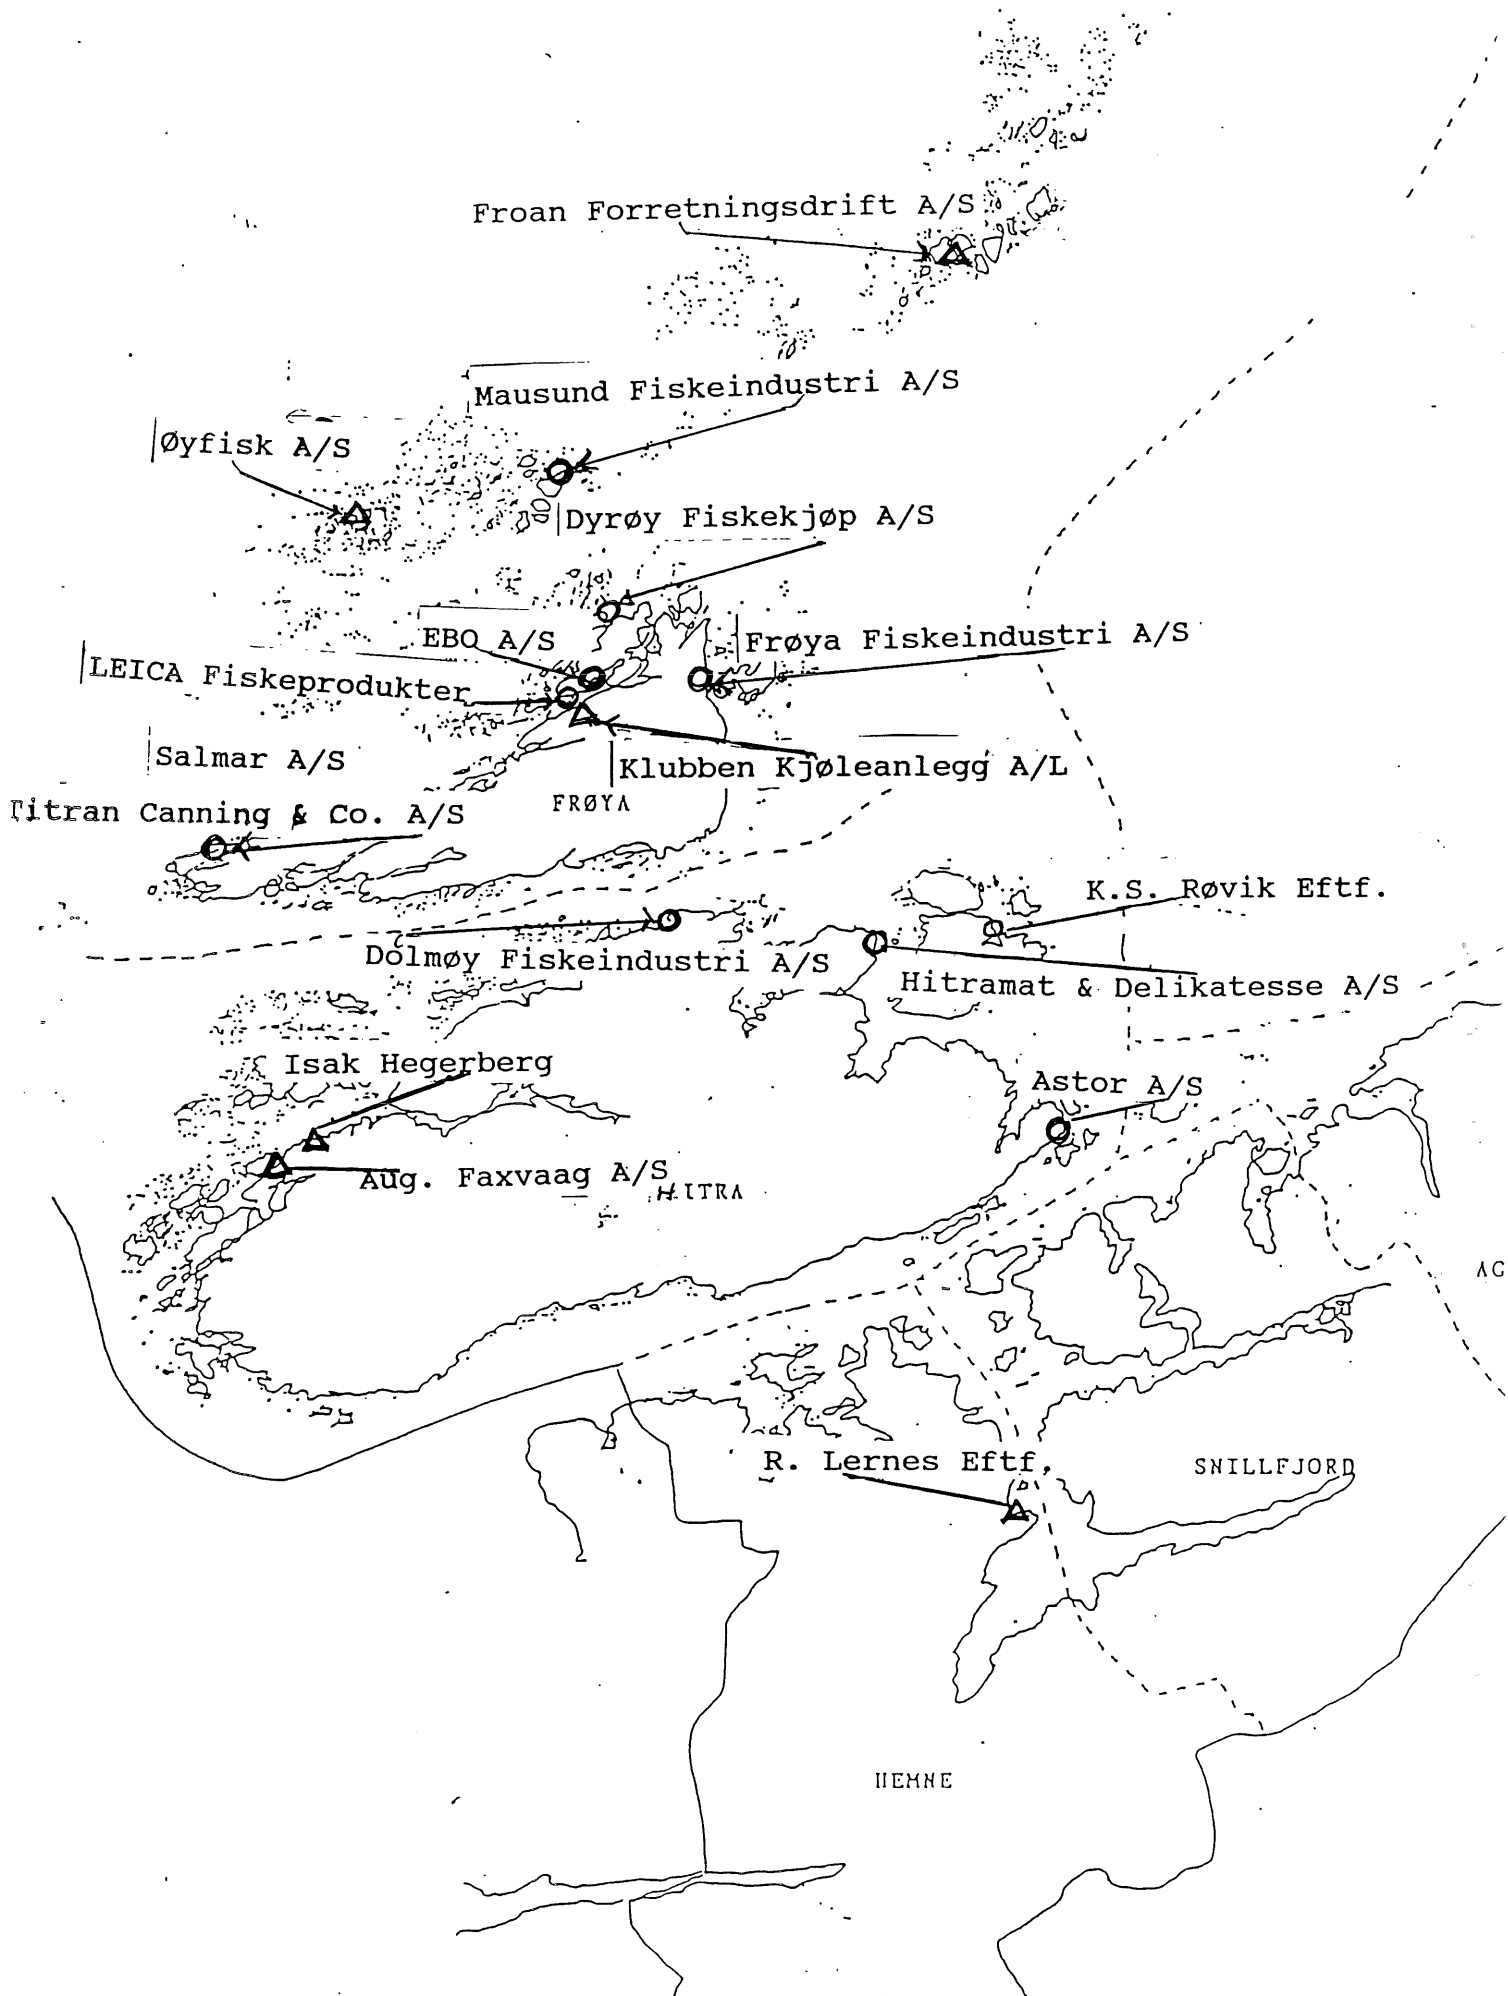 Froan Forretningsdrift A/S
Mausund Fiskeindustri A/S
Øyfisk A/S
Dyrøy Fiskekjøp A/S
EBO A/S
Frøya Fiskeindustri A/S
LEICA Fiskeprodukter
Salmar A/S
Klubben Kjøleanlegg A/L
FRØYA
Titran Canning & Co. A/S
K.S. Røvik Eftf.
Dolmøy Fiskeindustri A/S
Hitramat & Delikatesse A/S
Isak Hegerberg
Astor A/S
Aug. Faxvaag A/S
HITRA
AG
R. Lernes Eftf.
SNILLFJORD
HEMNE